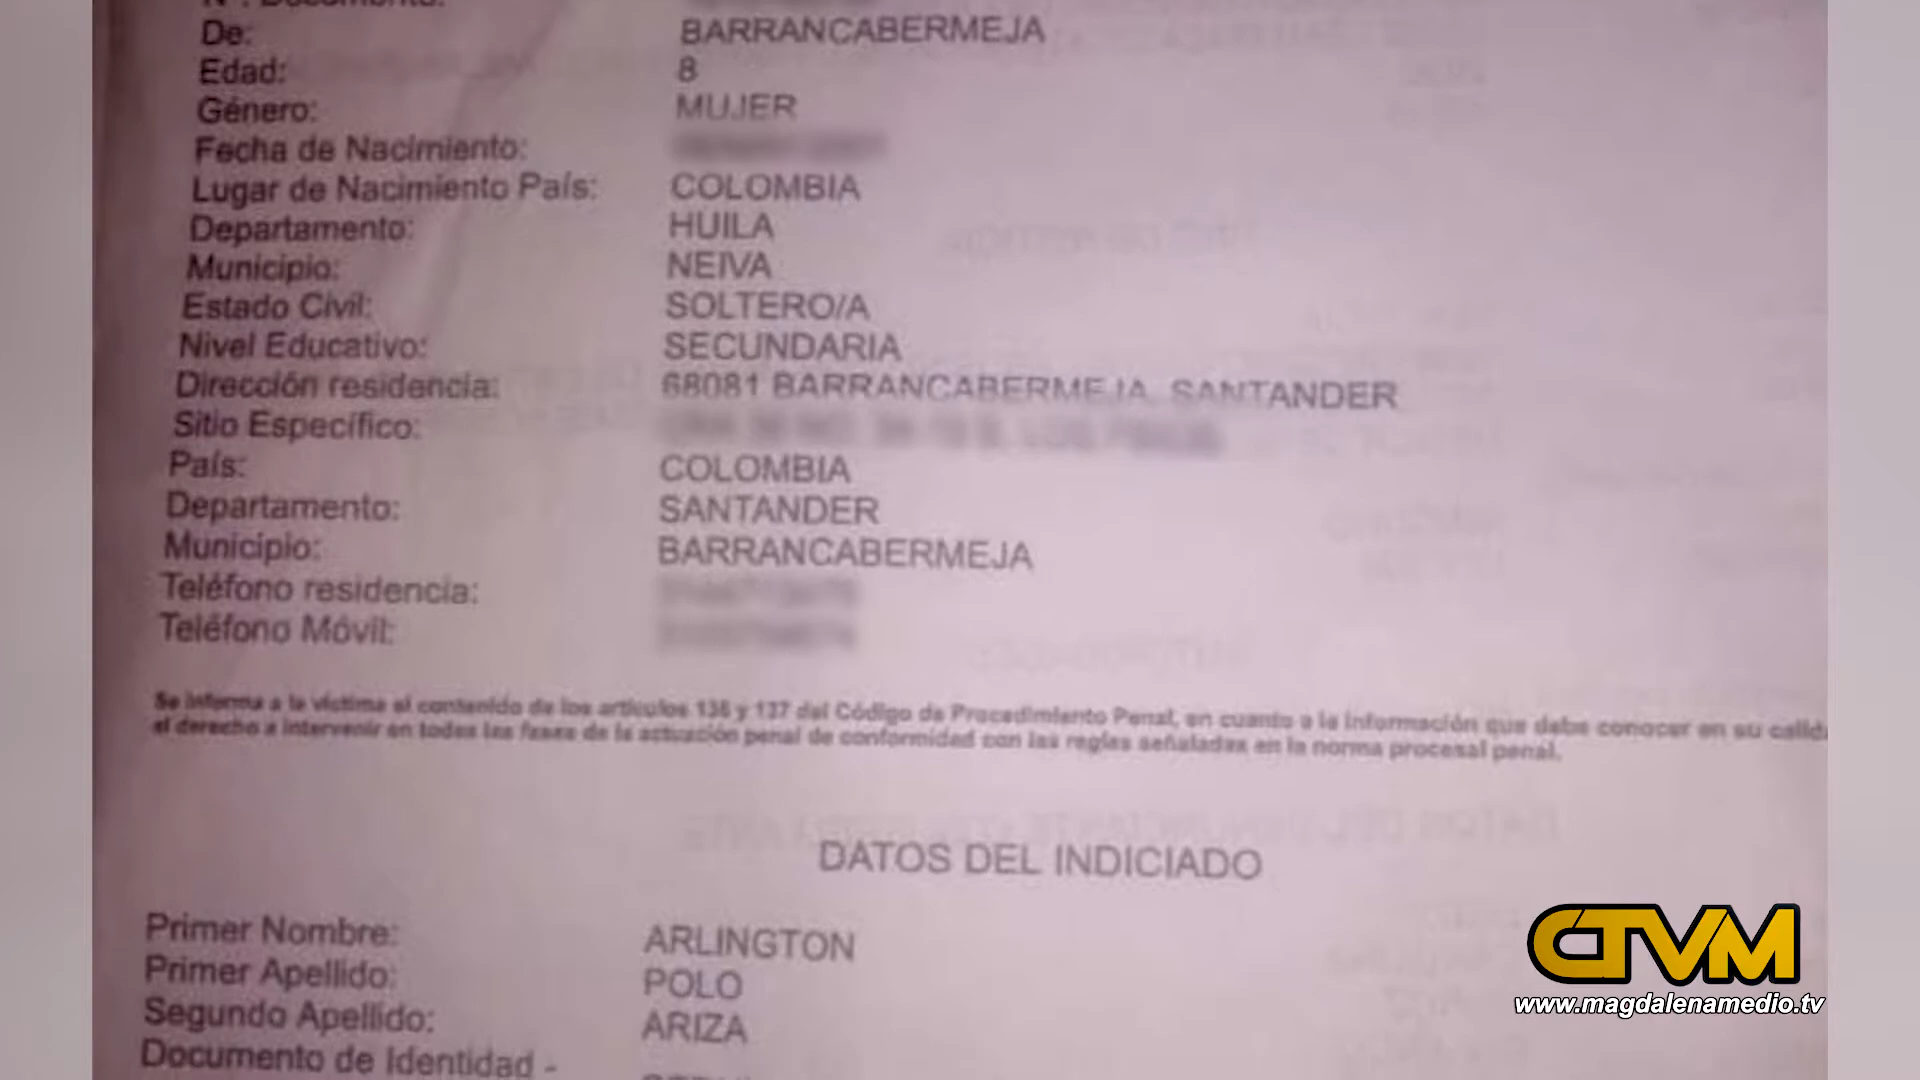 De: BARRANCABERMEJA
Edad: 8
Género: MUJER
Fecha de Nacimiento:
Lugar de Nacimiento País: COLOMBIA
Departamento: HUILA
Municipio: NEIVA
Estado Civil: SOLTERO/A
Nivel Educativo: SECUNDARIA
Dirección residencia: 68081 BARRANCABERMEJA, SANTANDER
Sitio Específico:
País: COLOMBIA
Departamento: SANTANDER
Municipio: BARRANCABERMEJA
Teléfono residencia:
Teléfono Móvil:
Se informa a la víctima el contenido de los artículos 136 y 137 del Código de Procedimiento Penal, en cuanto a la información que debe conocer en su
el derecho a intervenir en todas las fases de la actuación penal de conformidad con las reglas señaladas en la norma procesal penal.
DATOS DEL INDICIADO
Primer Nombre: ARLINGTON
Primer Apellido: POLO
Segundo Apellido: ARIZA
Documento de Identidad -
CTVM
www.magdalenamedio.tv